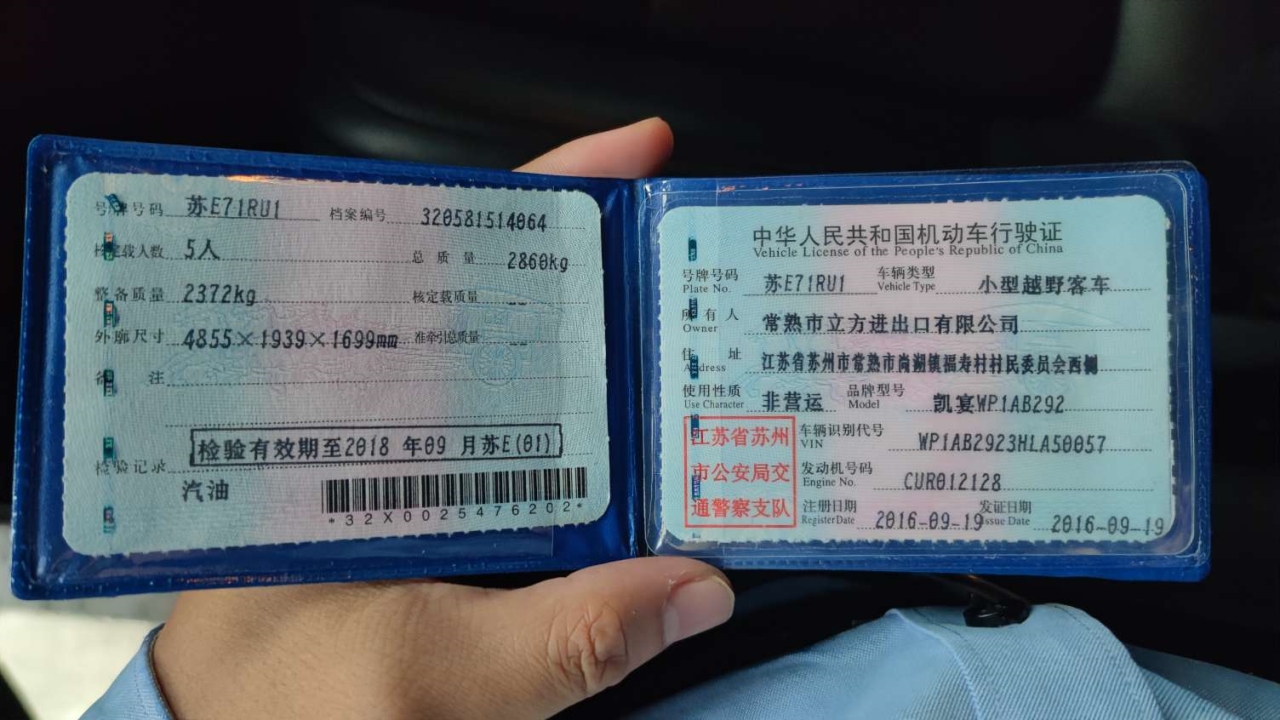 号牌号码 苏E71RU1 档案编号 320581514064
核定载人数 5人 总质量 2860kg
整备质量 2372kg 核定载质量 --
外廓尺寸 4855×1939×1699mm 准牵引总质量 --
备 注
检验有效期至2018 年09 月苏E(01)
检验记录
汽油
*32X0025476202*
中华人民共和国机动车行驶证
Vehicle License of the People's Republic of China
号牌号码 苏E71RU1 车辆类型 小型越野客车
Plate No. Vehicle Type
所有人 常熟市立方进出口有限公司
Owner
住 址 江苏省苏州市常熟市尚湖镇福寿村村民委员会西侧
Address
使用性质 非营运 品牌型号 凯宴WP1AB292
Use Character Model
江苏省苏州
市公安局交
通警察支队
车辆识别代号 WP1AB2923HLA50057
VIN
发动机号码 CUR012128
Engine No.
注册日期 2016-09-19 发证日期 2016-09-19
Register Date Issue Date